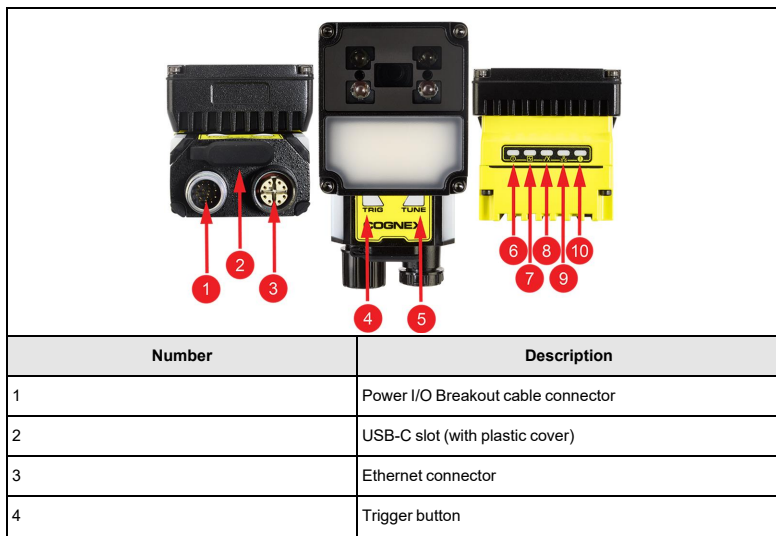 TRIG TUNE
COGNEX
6 8 10
1 2 3 7 9
4 5
Number Description
1 Power I/O Breakout cable connector
2 USB-C slot (with plastic cover)
3 Ethernet connector
4 Trigger button